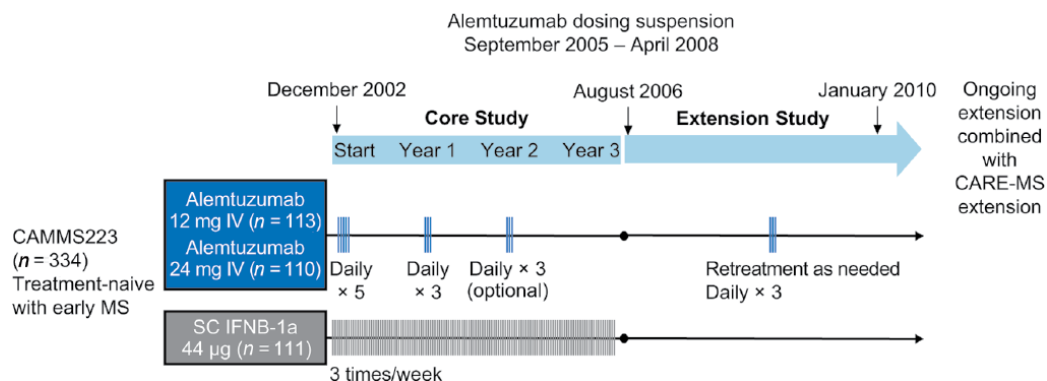 Alemtuzumab dosing suspension
September 2005 – April 2008
December 2002
August 2006
January 2010
Core Study
Extension Study
Start Year 1 Year 2 Year 3
Ongoing
extension
combined
with
CARE-MS
extension
CAMMS223
(n = 334)
Treatment-naive
with early MS
Alemtuzumab
12 mg IV (n = 113)
Alemtuzumab
24 mg IV (n = 110)
Daily
× 5
Daily
× 3
Daily × 3
(optional)
Retreatment as needed
Daily × 3
SC IFNB-1a
44 µg (n = 111)
3 times/week